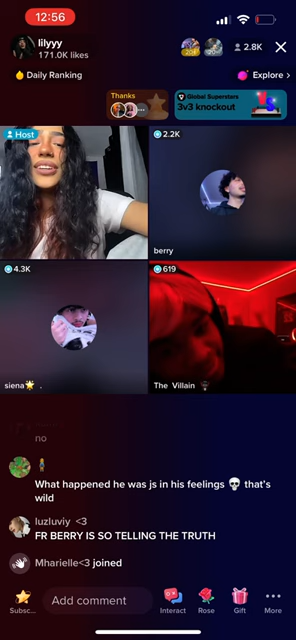 12:56
lilyyy
171.0K likes
2.8K
Daily Ranking
Explore >
Thanks
Global Superstars
3v3 knockout
Host
2.2K
berry
4.3K
619
siena🌟 .
The Villain
no
What happened he was js in his feelings 💀 that's
wild
luzluviy <3
FR BERRY IS SO TELLING THE TRUTH
Mharielle<3 joined
Subsc...
Add comment
Interact
Rose
Gift
More